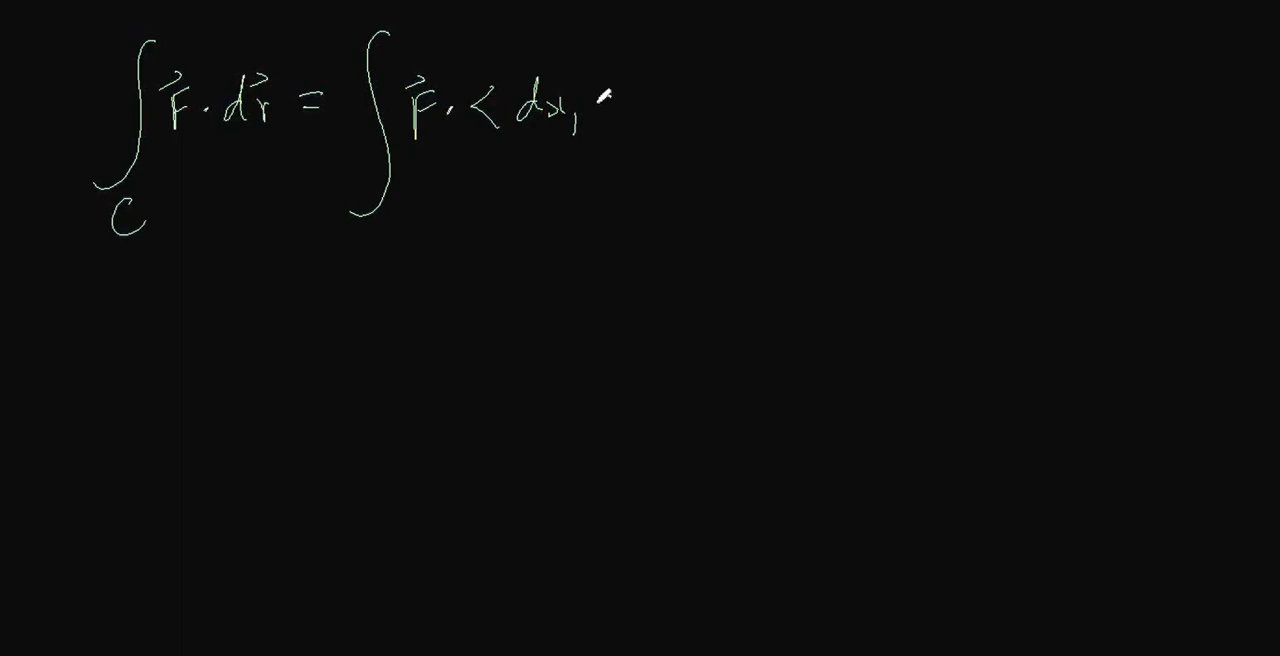 ∫_C F⃗ · dr⃗ = ∫ F⃗ · < dx,